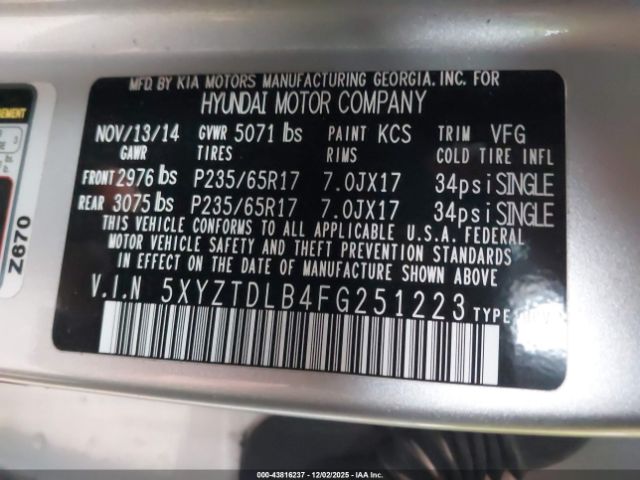 MFD. BY KIA MOTORS MANUFACTURING GEORGIA, INC. FOR
HYUNDAI MOTOR COMPANY
NOV/13/14 GVWR 5071 lbs PAINT KCS TRIM VFG
GAWR TIRES RIMS COLD TIRE INFL
FRONT 2976 lbs P235/65R17 7.0JX17 34psi SINGLE
REAR 3075 lbs P235/65R17 7.0JX17 34psi SINGLE
THIS VEHICLE CONFORMS TO ALL APPLICABLE U.S.A. FEDERAL
MOTOR VEHICLE SAFETY AND THEFT PREVENTION STANDARDS
IN EFFECT ON THE DATE OF MANUFACTURE SHOWN ABOVE
V.I.N 5XYZTDLB4FG251223 TYPE
Z670
000-43816237 - 12/02/2025 - IAA Inc.